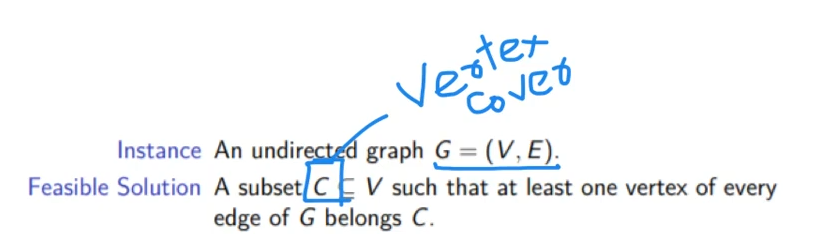 Vertex
cover
Instance An undirected graph G = (V, E).
Feasible Solution A subset C ⊆ V such that at least one vertex of every
edge of G belongs C.